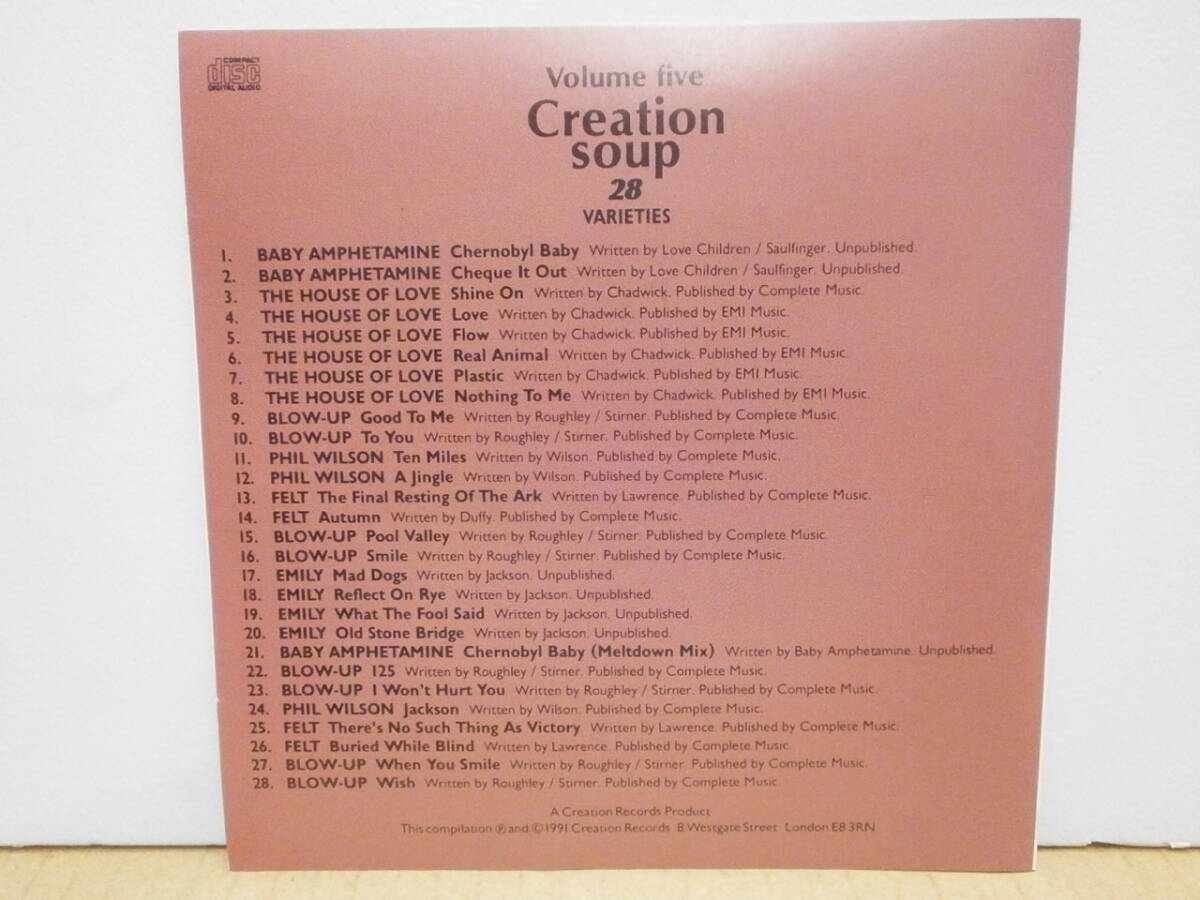 COMPACT
disc
DIGITAL AUDIO
Volume five
Creation
soup
28
VARIETIES
1. BABY AMPHETAMINE Chernobyl Baby Written by Love Children / Saulfinger. Unpublished.
2. BABY AMPHETAMINE Cheque It Out Written by Love Children / Saulfinger. Unpublished.
3. THE HOUSE OF LOVE Shine On Written by Chadwick. Published by Complete Music.
4. THE HOUSE OF LOVE Love Written by Chadwick. Published by EMI Music.
5. THE HOUSE OF LOVE Flow Written by Chadwick. Published by EMI Music.
6. THE HOUSE OF LOVE Real Animal Written by Chadwick. Published by EMI Music.
7. THE HOUSE OF LOVE Plastic Written by Chadwick. Published by EMI Music.
8. THE HOUSE OF LOVE Nothing To Me Written by Chadwick. Published by EMI Music.
9. BLOW-UP Good To Me Written by Roughley / Stirner. Published by Complete Music.
10. BLOW-UP To You Written by Roughley / Stirner. Published by Complete Music.
11. PHIL WILSON Ten Miles Written by Wilson. Published by Complete Music.
12. PHIL WILSON A Jingle Written by Wilson. Published by Complete Music.
13. FELT The Final Resting Of The Ark Written by Lawrence. Published by Complete Music.
14. FELT Autumn Written by Duffy. Published by Complete Music.
15. BLOW-UP Pool Valley Written by Roughley / Stirner. Published by Complete Music.
16. BLOW-UP Smile Written by Roughley / Stirner. Published by Complete Music.
17. EMILY Mad Dogs Written by Jackson. Unpublished.
18. EMILY Reflect On Rye Written by Jackson. Unpublished.
19. EMILY What The Fool Said Written by Jackson. Unpublished.
20. EMILY Old Stone Bridge Written by Jackson. Unpublished.
21. BABY AMPHETAMINE Chernobyl Baby (Meltdown Mix) Written by Baby Amphetamine. Unpublished.
22. BLOW-UP 125 Written by Roughley / Stirner. Published by Complete Music.
23. BLOW-UP I Won't Hurt You Written by Roughley / Stirner. Published by Complete Music.
24. PHIL WILSON Jackson Written by Wilson. Published by Complete Music.
25. FELT There's No Such Thing As Victory Written by Lawrence. Published by Complete Music.
26. FELT Buried While Blind Written by Lawrence. Published by Complete Music.
27. BLOW-UP When You Smile Written by Roughley / Stirner. Published by Complete Music.
28. BLOW-UP Wish Written by Roughley / Stirner. Published by Complete Music.
A Creation Records Product
This compilation ℗ and © 1991 Creation Records 8 Westgate Street London E8 3RN.